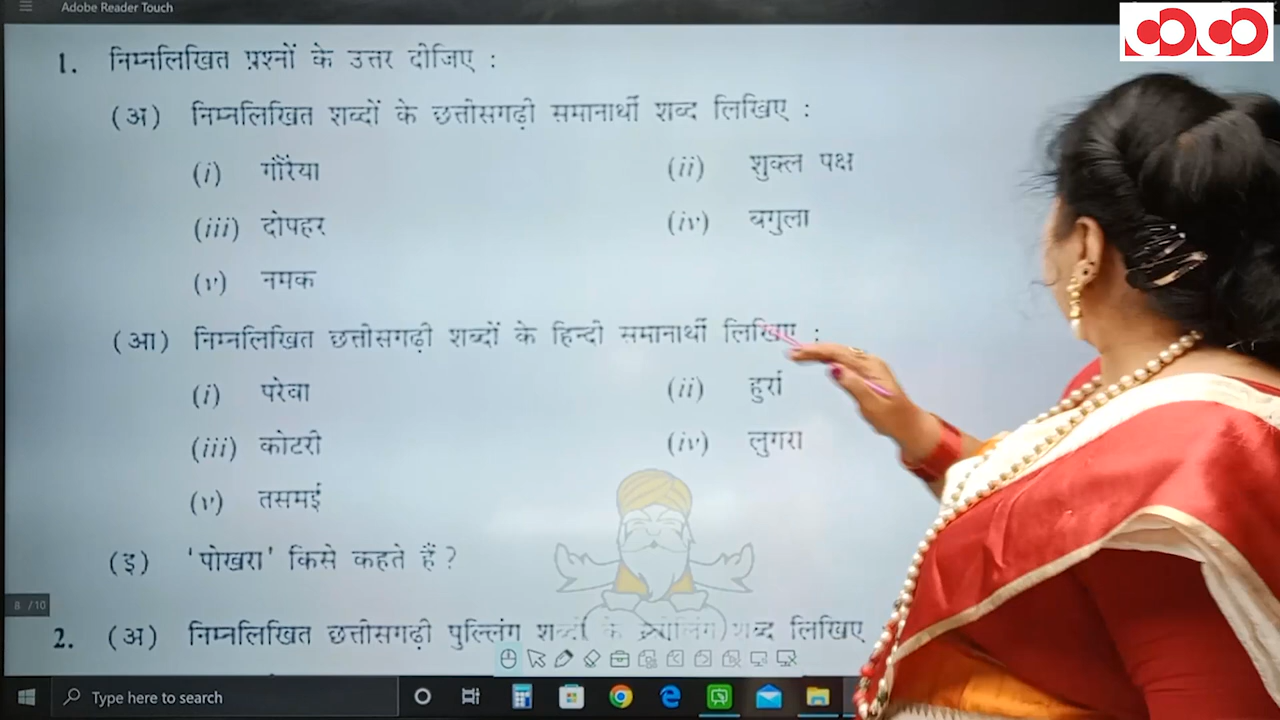 Adobe Reader Touch
1. निम्नलिखित प्रश्नों के उत्तर दीजिए :
(अ) निम्नलिखित शब्दों के छत्तीसगढ़ी समानार्थी शब्द लिखिए :
(i) गौरैया (ii) शुक्ल पक्ष
(iii) दोपहर (iv) बगुला
(v) नमक
(आ) निम्नलिखित छत्तीसगढ़ी शब्दों के हिन्दी समानार्थी लिखिए :
(i) परेवा (ii) हुर्रा
(iii) कोटरी (iv) लुगरा
(v) तसमई
(इ) 'पोखरा' किसे कहते हैं ?
8 /10
2. (अ) निम्नलिखित छत्तीसगढ़ी पुल्लिंग शब्दों के स्त्रीलिंग शब्द लिखिए
Type here to search